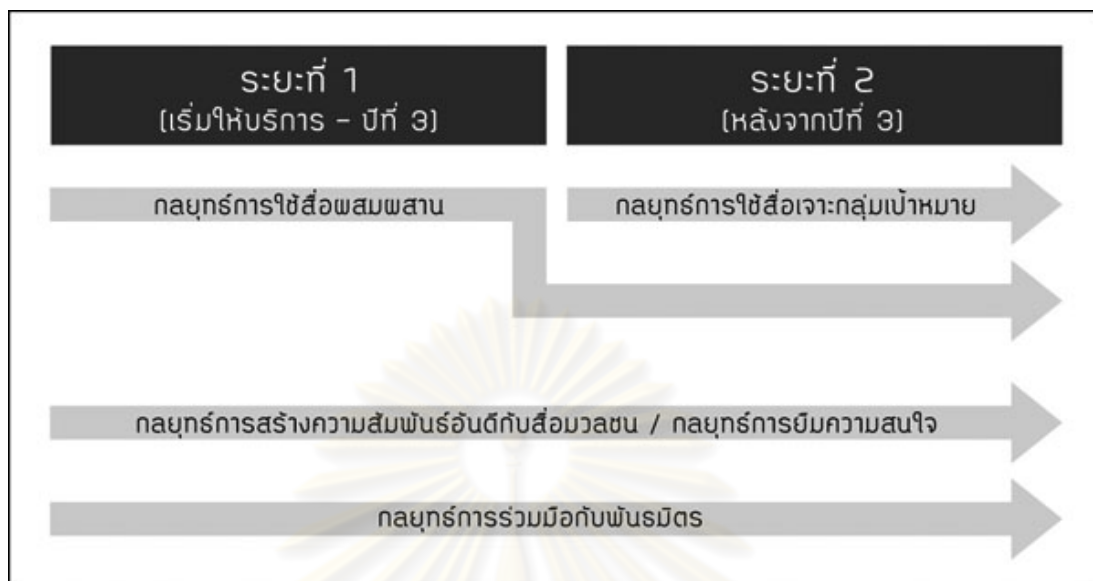 ระยะที่ 1
(เริ่มให้บริการ - ปีที่ 3)
ระยะที่ 2
(หลังจากปีที่ 3)
กลยุทธ์การใช้สื่อผสมผสาน
กลยุทธ์การใช้สื่อเจาะกลุ่มเป้าหมาย
กลยุทธ์การสร้างความสัมพันธ์อันดีกับสื่อมวลชน / กลยุทธ์การยืมความสนใจ
กลยุทธ์การร่วมมือกับพันธมิตร